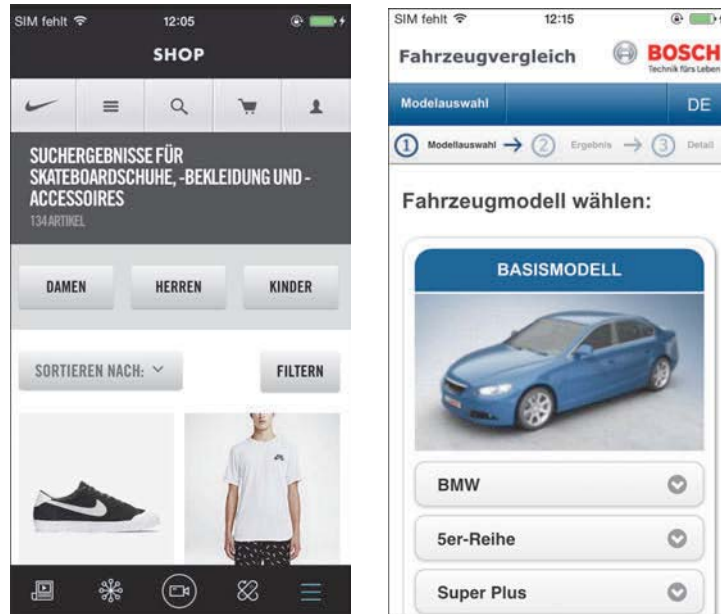 SIM fehlt 12:05
SHOP
SUCHERGEBNISSE FÜR
SKATEBOARDSCHUHE, -BEKLEIDUNG UND -
ACCESSOIRES
134 ARTIKEL
DAMEN HERREN KINDER
SORTIEREN NACH: FILTERN
SIM fehlt 12:15
Fahrzeugvergleich BOSCH
Technik fürs Leben
Modelauswahl DE
1 Modellauswahl 2 Ergebnis 3 Detail
Fahrzeugmodell wählen:
BASISMODELL
BMW
5er-Reihe
Super Plus